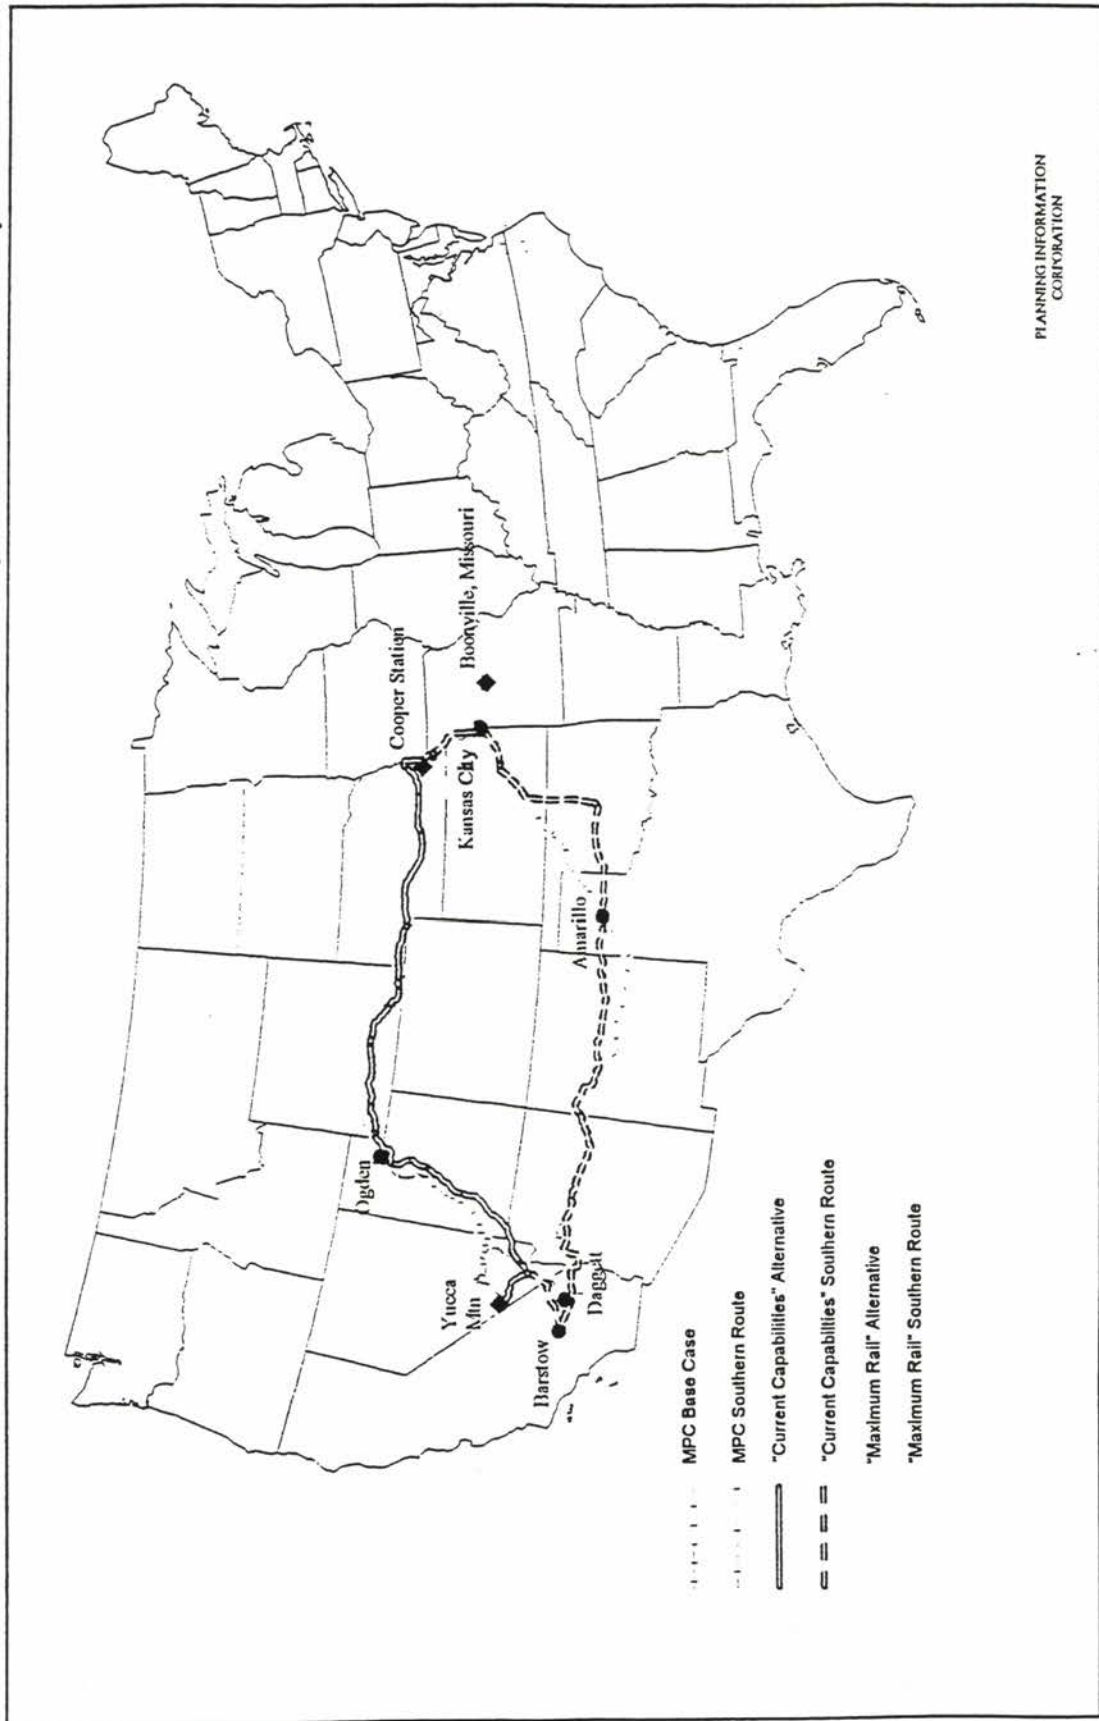 Cooper Station
Boonville, Missouri
Kansas City
Ogden
Yucca
Mtn
Amarillo
Barstow
Daggett
MPC Base Case
MPC Southern Route
"Current Capabilities" Alternative
"Current Capabilties" Southern Route
"Maximum Rail" Alternative
"Maximum Rail" Southern Route
PLANNING INFORMATION
CORPORATION